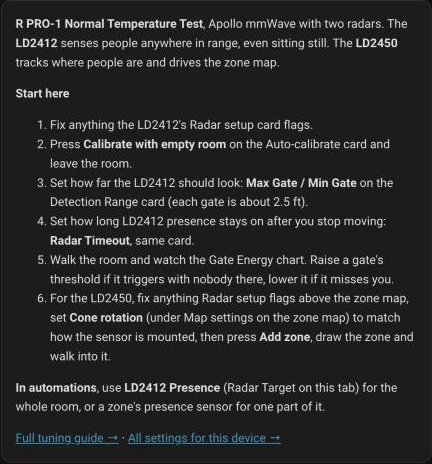 R PRO-1 Normal Temperature Test, Apollo mmWave with two radars. The
LD2412 senses people anywhere in range, even sitting still. The LD2450
tracks where people are and drives the zone map.
Start here
1. Fix anything the LD2412's Radar setup card flags.
2. Press Calibrate with empty room on the Auto-calibrate card and
leave the room.
3. Set how far the LD2412 should look: Max Gate / Min Gate on the
Detection Range card (each gate is about 2.5 ft).
4. Set how long LD2412 presence stays on after you stop moving:
Radar Timeout, same card.
5. Walk the room and watch the Gate Energy chart. Raise a gate's
threshold if it triggers with nobody there, lower it if it misses you.
6. For the LD2450, fix anything Radar setup flags above the zone map,
set Cone rotation (under Map settings on the zone map) to match
how the sensor is mounted, then press Add zone, draw the zone and
walk into it.
In automations, use LD2412 Presence (Radar Target on this tab) for the
whole room, or a zone's presence sensor for one part of it.
Full tuning guide → · All settings for this device →